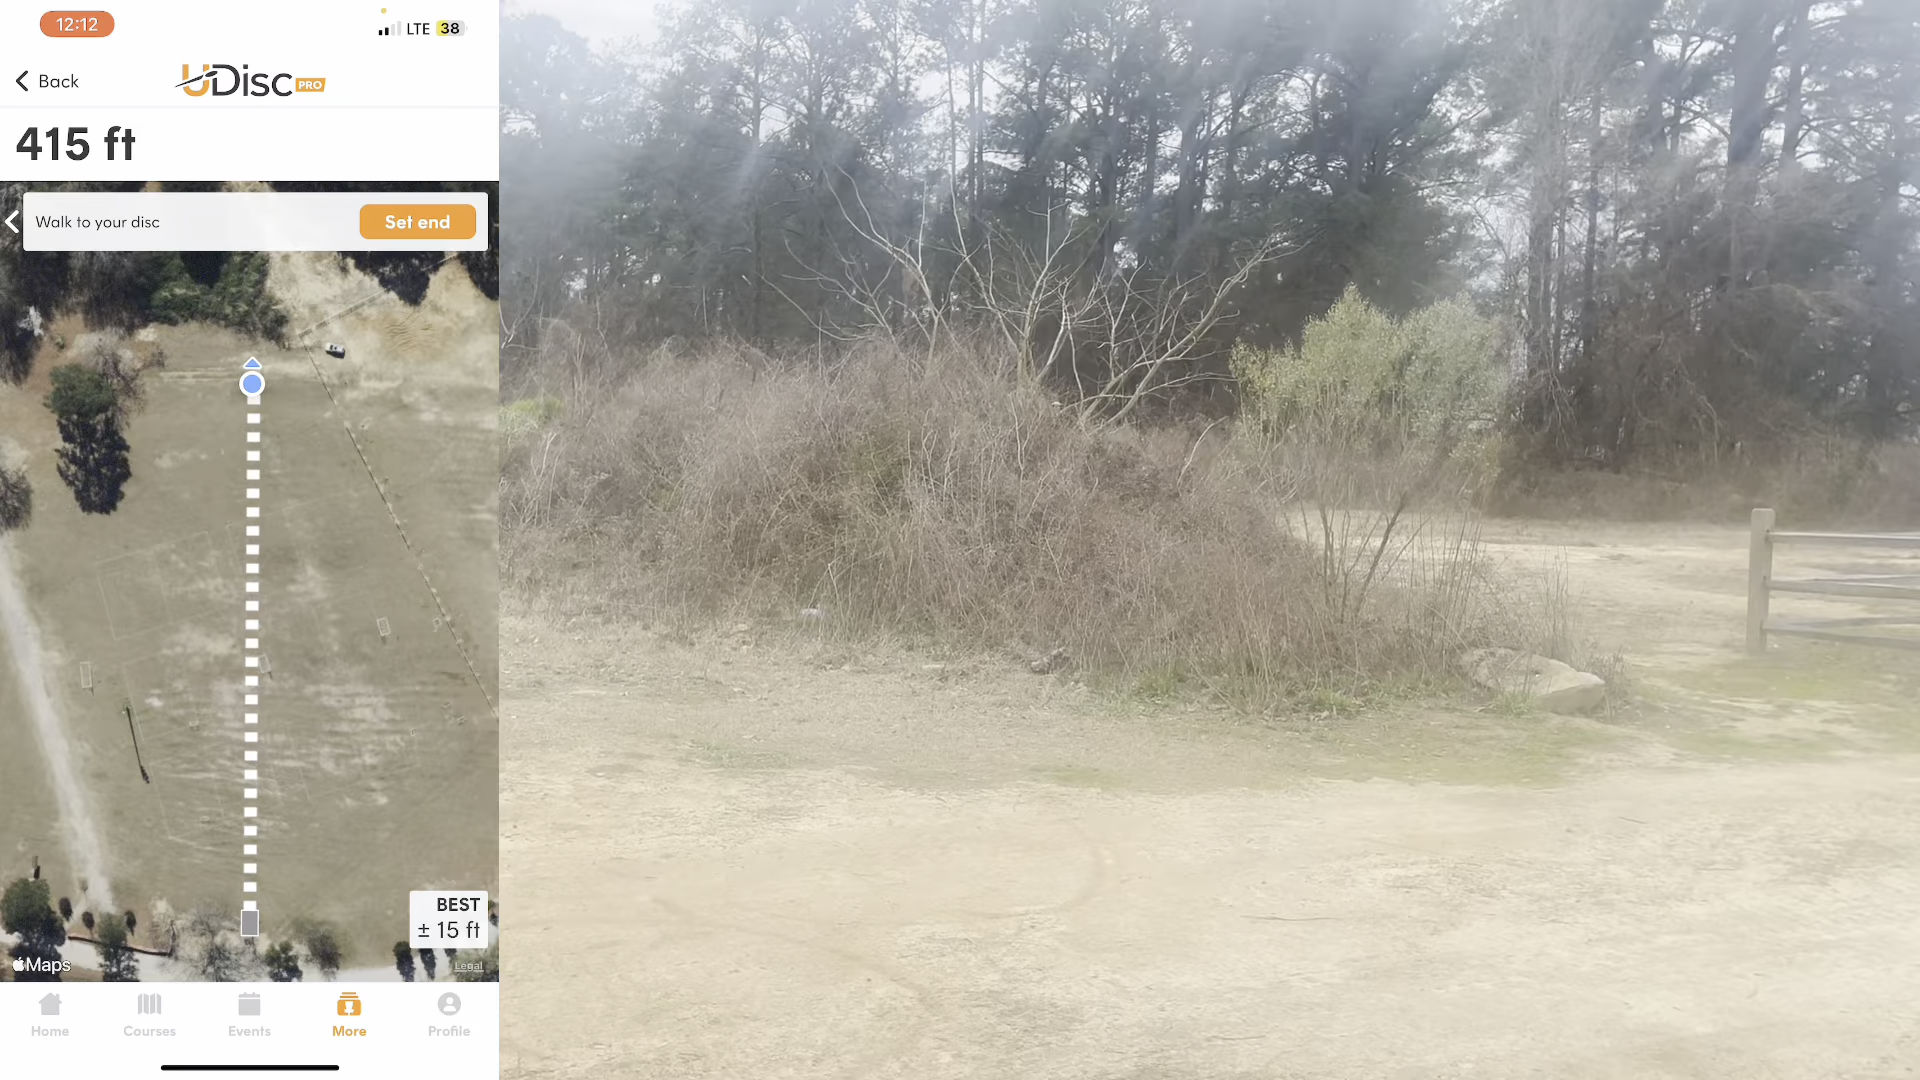 12:12
LTE 38
Back
UDisc PRO
415 ft
Walk to your disc
Set end
BEST
± 15 ft
Maps
Legal
Home
Courses
Events
More
Profile